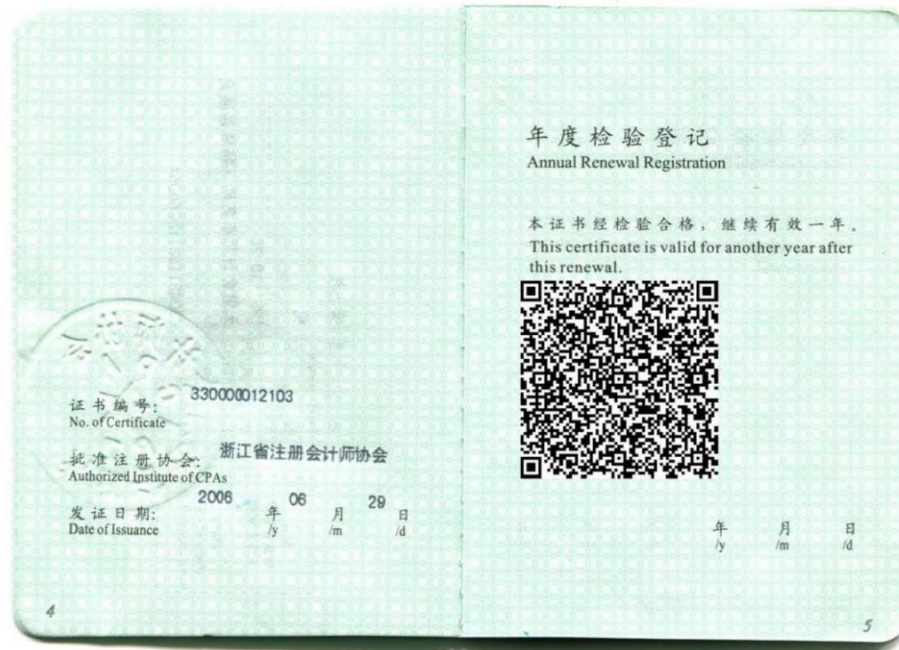 证书编号: 330000012103
No. of Certificate
批准注册协会: 浙江省注册会计师协会
Authorized Institute of CPAs
发证日期: 2006 年 06 月 29 日
Date of Issuance /y /m /d
4
年度检验登记
Annual Renewal Registration
本证书经检验合格，继续有效一年。
This certificate is valid for another year after
this renewal.
年 月 日
/y /m /d
5